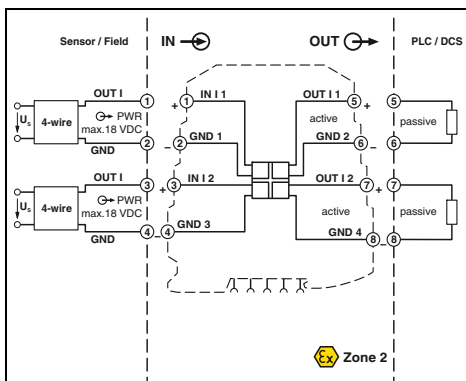 Sensor / Field IN OUT PLC / DCS
OUT I 1 1 IN I 1 OUT I 1 5 5
+ +
Us 4-wire PWR active passive
max.18 VDC
GND 2 – 2 GND 1 GND 2 6 – 6
OUT I 3 3 IN I 2 OUT I 2 7 7
+ +
Us 4-wire PWR active passive
max.18 VDC
GND 4 – 4 GND 3 GND 4 8 – 8
Ex Zone 2